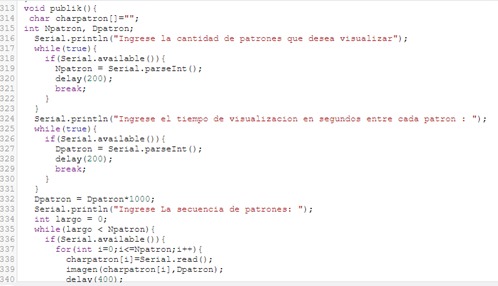 313 void publik(){
314 char charpatron[]="";
315 int Npatron, Dpatron;
316 Serial.println("Ingrese la cantidad de patrones que desea visualizar");
317 while(true){
318 if(Serial.available()){
319 Npatron = Serial.parseInt();
320 delay(200);
321 break;
322 }
323 }
324 Serial.println("Ingrese el tiempo de visualizacion en segundos entre cada patron : ");
325 while(true){
326 if(Serial.available()){
327 Dpatron = Serial.parseInt();
328 delay(200);
329 break;
330 }
331 }
332 Dpatron = Dpatron*1000;
333 Serial.println("Ingrese La secuencia de patrones: ");
334 int largo = 0;
335 while(largo < Npatron){
336 if(Serial.available()){
337 for(int i=0;i<=Npatron;i++){
338 charpatron[i]=Serial.read();
339 imagen(charpatron[i],Dpatron);
340 delay(400);